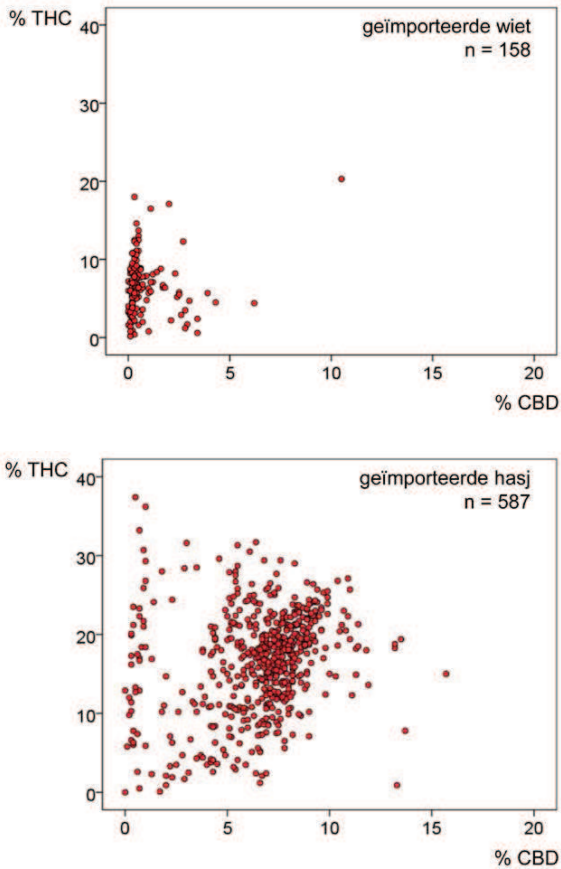 % THC
geïmporteerde wiet
n = 158
40
30
20
10
0
0 5 10 15 20
% CBD
% THC
geïmporteerde hasj
n = 587
40
30
20
10
0
0 5 10 15 20
% CBD